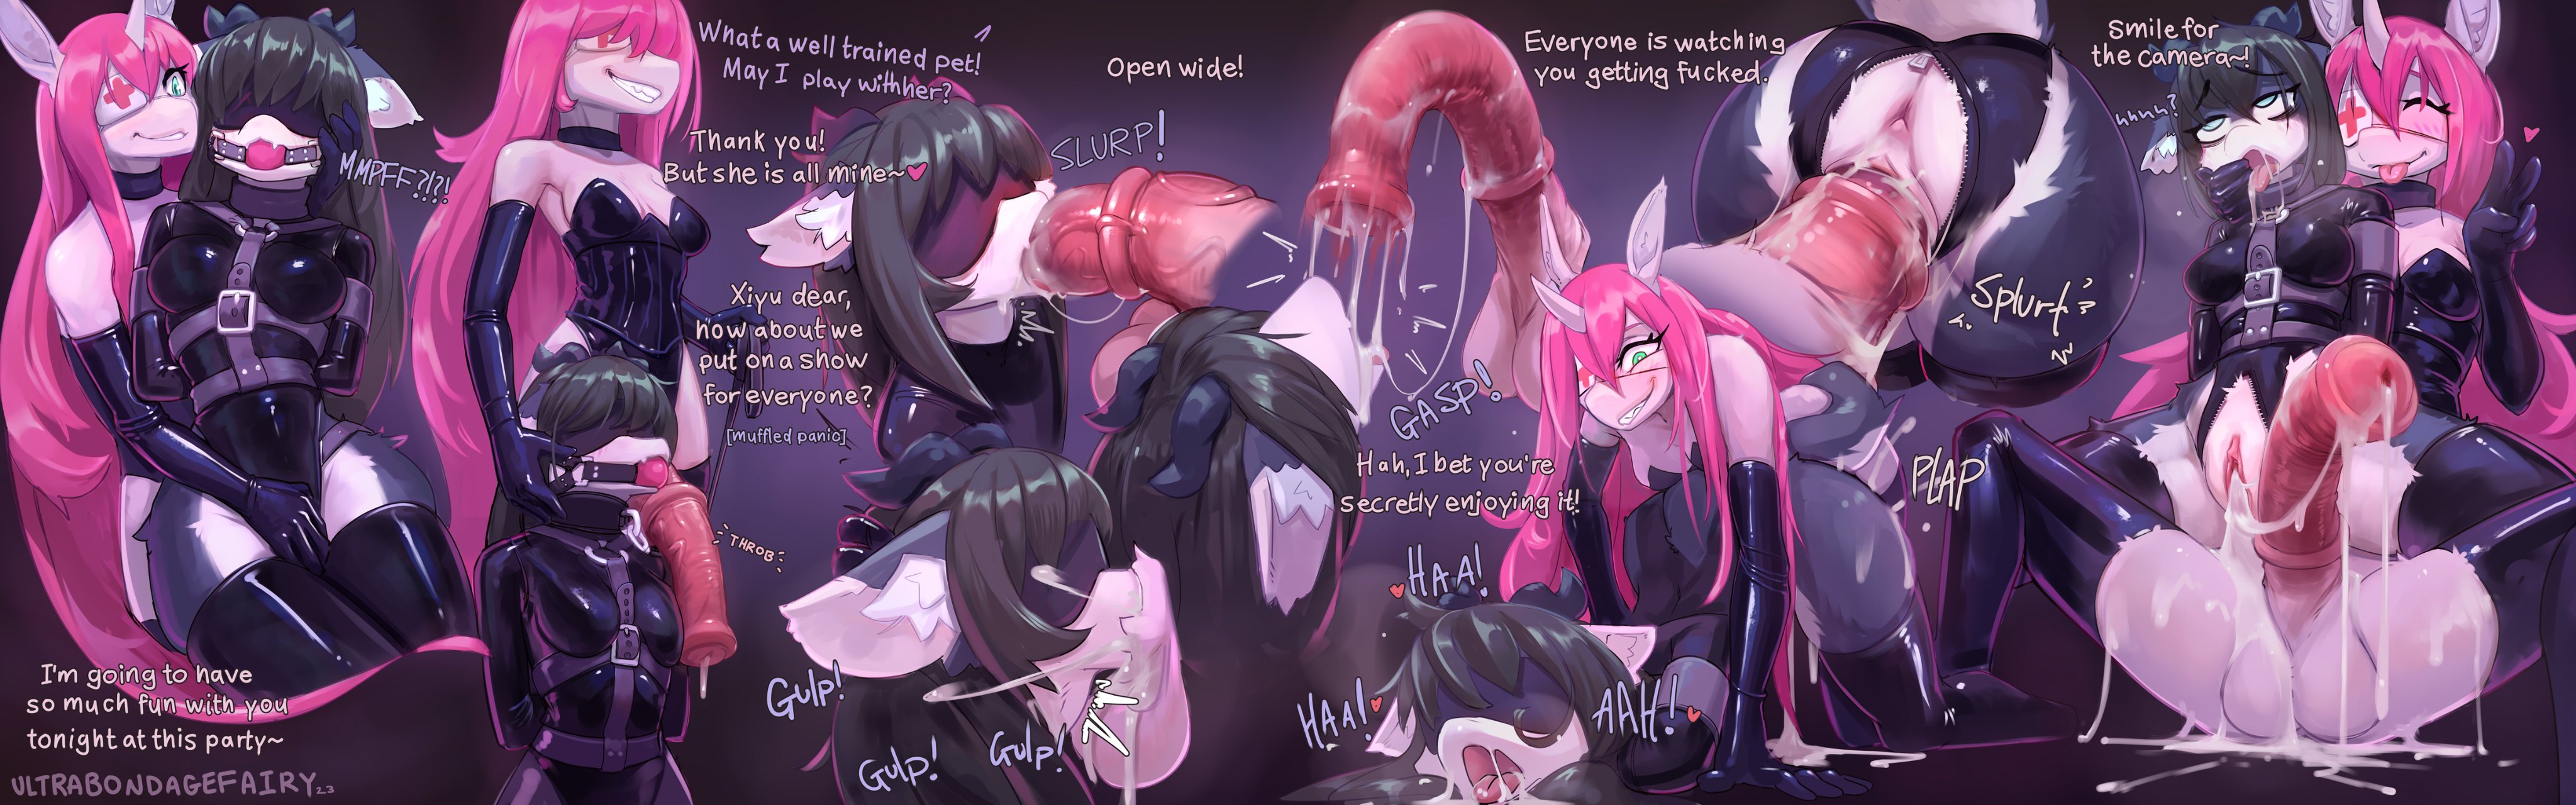 MMPFF?!?!
I'm going to have
so much fun with you
tonight at this party~
ULTRABONDAGEFAIRY23
What a well trained pet!
May I play with her?
Thank you!
But she is all mine~
Xiyu dear,
how about we
put on a show
for everyone?
[muffled panic]
THROB
Open wide!
SLURP!
Gulp!
Gulp!
Gulp!
GASP!
Everyone is watching
you getting fucked.
Hah, I bet you're
secretly enjoying it!
HAA!
HAA!
AAH!
Splurt
PLAP
Smile for
the camera~!
hhhh?